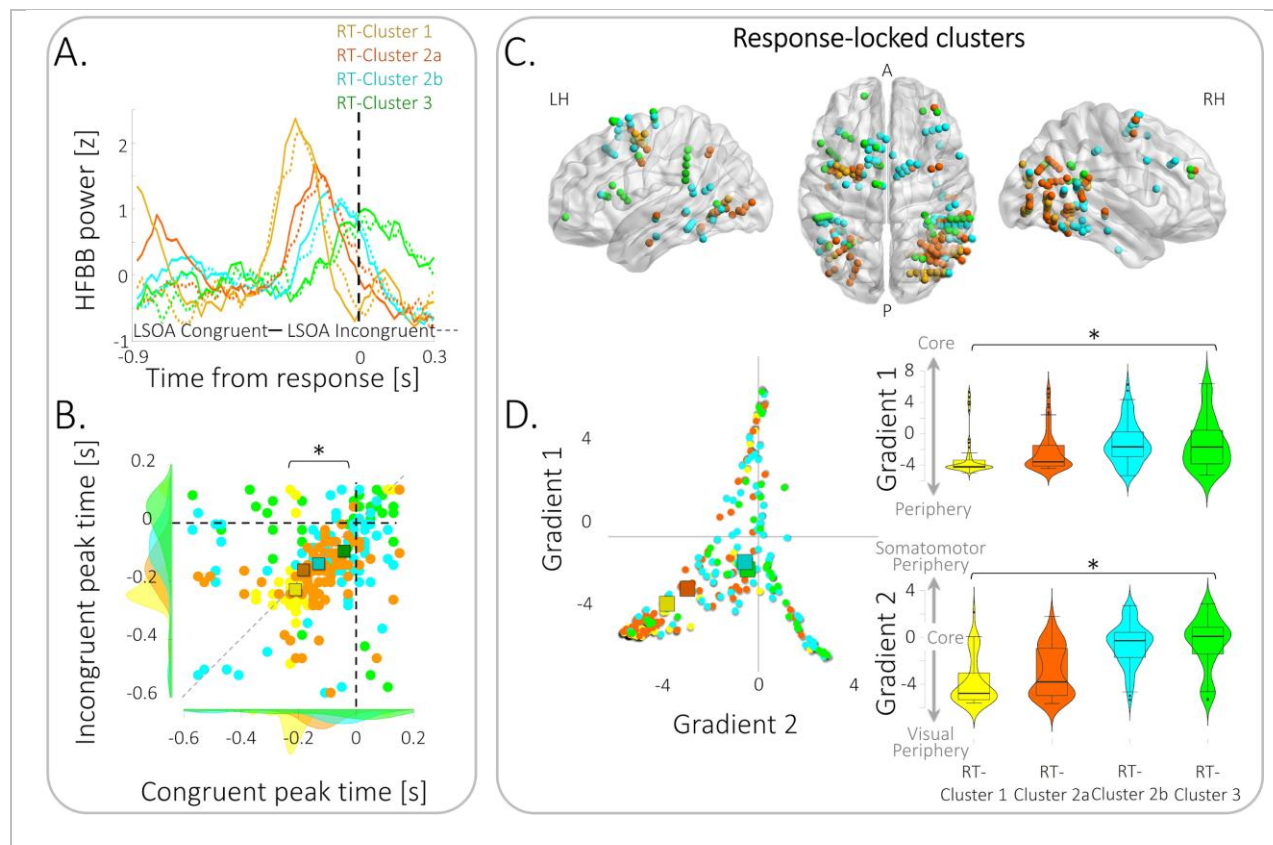 A.
RT-Cluster 1
RT-Cluster 2a
RT-Cluster 2b
RT-Cluster 3
HFBB power [z]
2
1
0
-1
LSOA Congruent
LSOA Incongruent
-0.9
0
0.3
Time from response [s]
B.
*
Incongruent peak time [s]
0.2
0
-0.2
-0.4
-0.6
-0.6
-0.4
-0.2
0
0.2
Congruent peak time [s]
C.
Response-locked clusters
LH
A
RH
P
D.
Gradient 1
4
0
-4
-4
0
4
Gradient 2
Core
*
Gradient 1
8
4
0
-4
Periphery
Somatomotor
Periphery
*
Gradient 2
4
0
Core
-4
Visual
Periphery
RT-
Cluster 1
RT-
Cluster 2a
RT-
Cluster 2b
RT-
Cluster 3